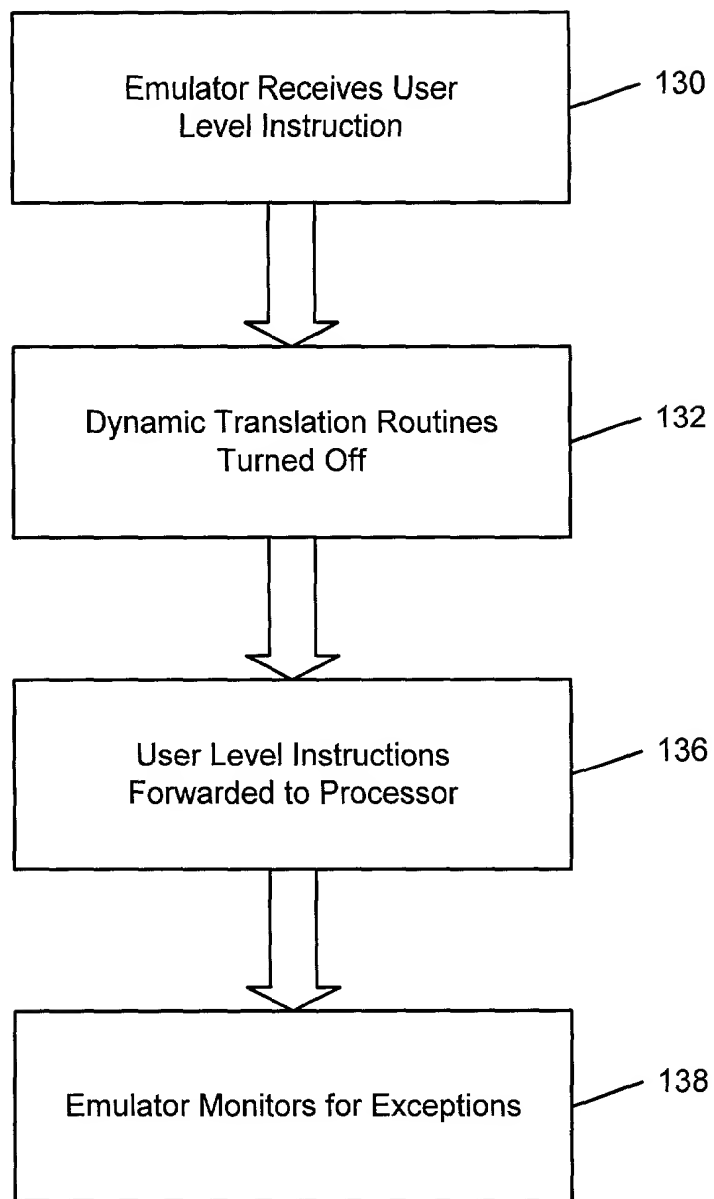 Emulator Receives User
Level Instruction
130
Dynamic Translation Routines
Turned Off
132
User Level Instructions
Forwarded to Processor
136
Emulator Monitors for Exceptions
138